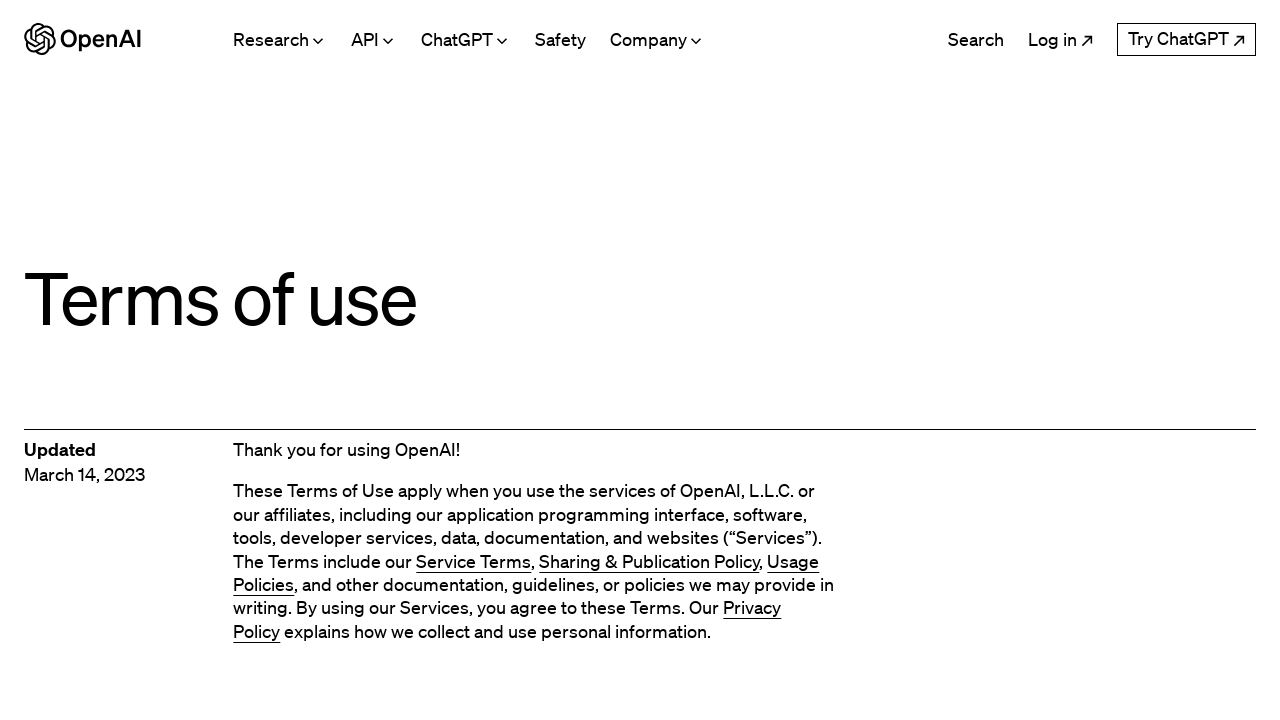 OpenAI
Research API ChatGPT Safety Company Search Log in Try ChatGPT
Terms of use
Updated
March 14, 2023
Thank you for using OpenAI!
These Terms of Use apply when you use the services of OpenAI, L.L.C. or
our affiliates, including our application programming interface, software,
tools, developer services, data, documentation, and websites (“Services”).
The Terms include our Service Terms, Sharing & Publication Policy, Usage
Policies, and other documentation, guidelines, or policies we may provide in
writing. By using our Services, you agree to these Terms. Our Privacy
Policy explains how we collect and use personal information.